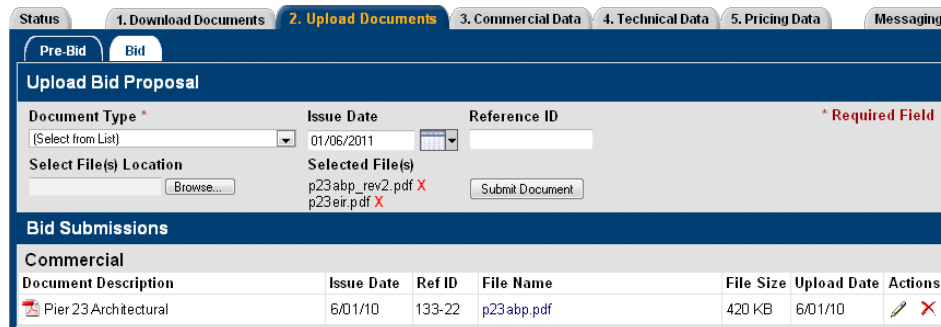 Status 1. Download Documents 2. Upload Documents 3. Commercial Data 4. Technical Data 5. Pricing Data Messaging
Pre-Bid Bid
Upload Bid Proposal
Document Type * Issue Date Reference ID * Required Field
(Select from List) 01/06/2011
Select File(s) Location Selected File(s)
Browse... p23abp_rev2.pdf X Submit Document
p23eir.pdf X
Bid Submissions
Commercial
Document Description Issue Date Ref ID File Name File Size Upload Date Actions
Pier 23 Architectural 6/01/10 133-22 p23abp.pdf 420 KB 6/01/10